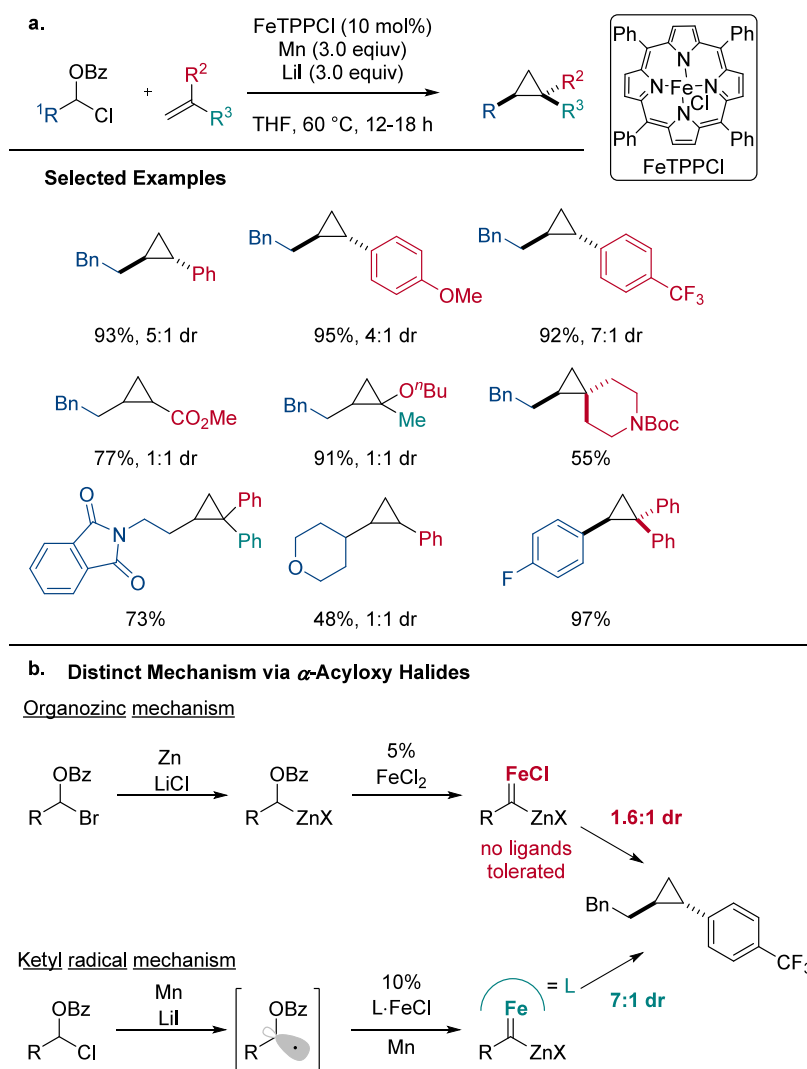 a.
FeTPPCl (10 mol%)
Mn (3.0 eqiuv)
LiI (3.0 equiv)
THF, 60 °C, 12-18 h
OBz
¹R
Cl
+
R²
R³
R
R²
R³
Ph
Ph
N
N
Fe
N
N
Cl
Ph
Ph
FeTPPCl
Selected Examples
Bn
Ph
93%, 5:1 dr
Bn
OMe
95%, 4:1 dr
Bn
CF₃
92%, 7:1 dr
Bn
CO₂Me
77%, 1:1 dr
Bn
OⁿBu
Me
91%, 1:1 dr
Bn
NBoc
55%
O
N
O
Ph
Ph
73%
O
Ph
48%, 1:1 dr
F
Ph
Ph
97%
b. Distinct Mechanism via α-Acyloxy Halides
Organozinc mechanism
OBz
R
Br
Zn
LiCl
OBz
R
ZnX
5%
FeCl₂
FeCl
R
ZnX
no ligands
tolerated
1.6:1 dr
Bn
CF₃
Ketyl radical mechanism
OBz
R
Cl
Mn
LiI
OBz
R
10%
L·FeCl
Mn
Fe
= L
R
ZnX
7:1 dr